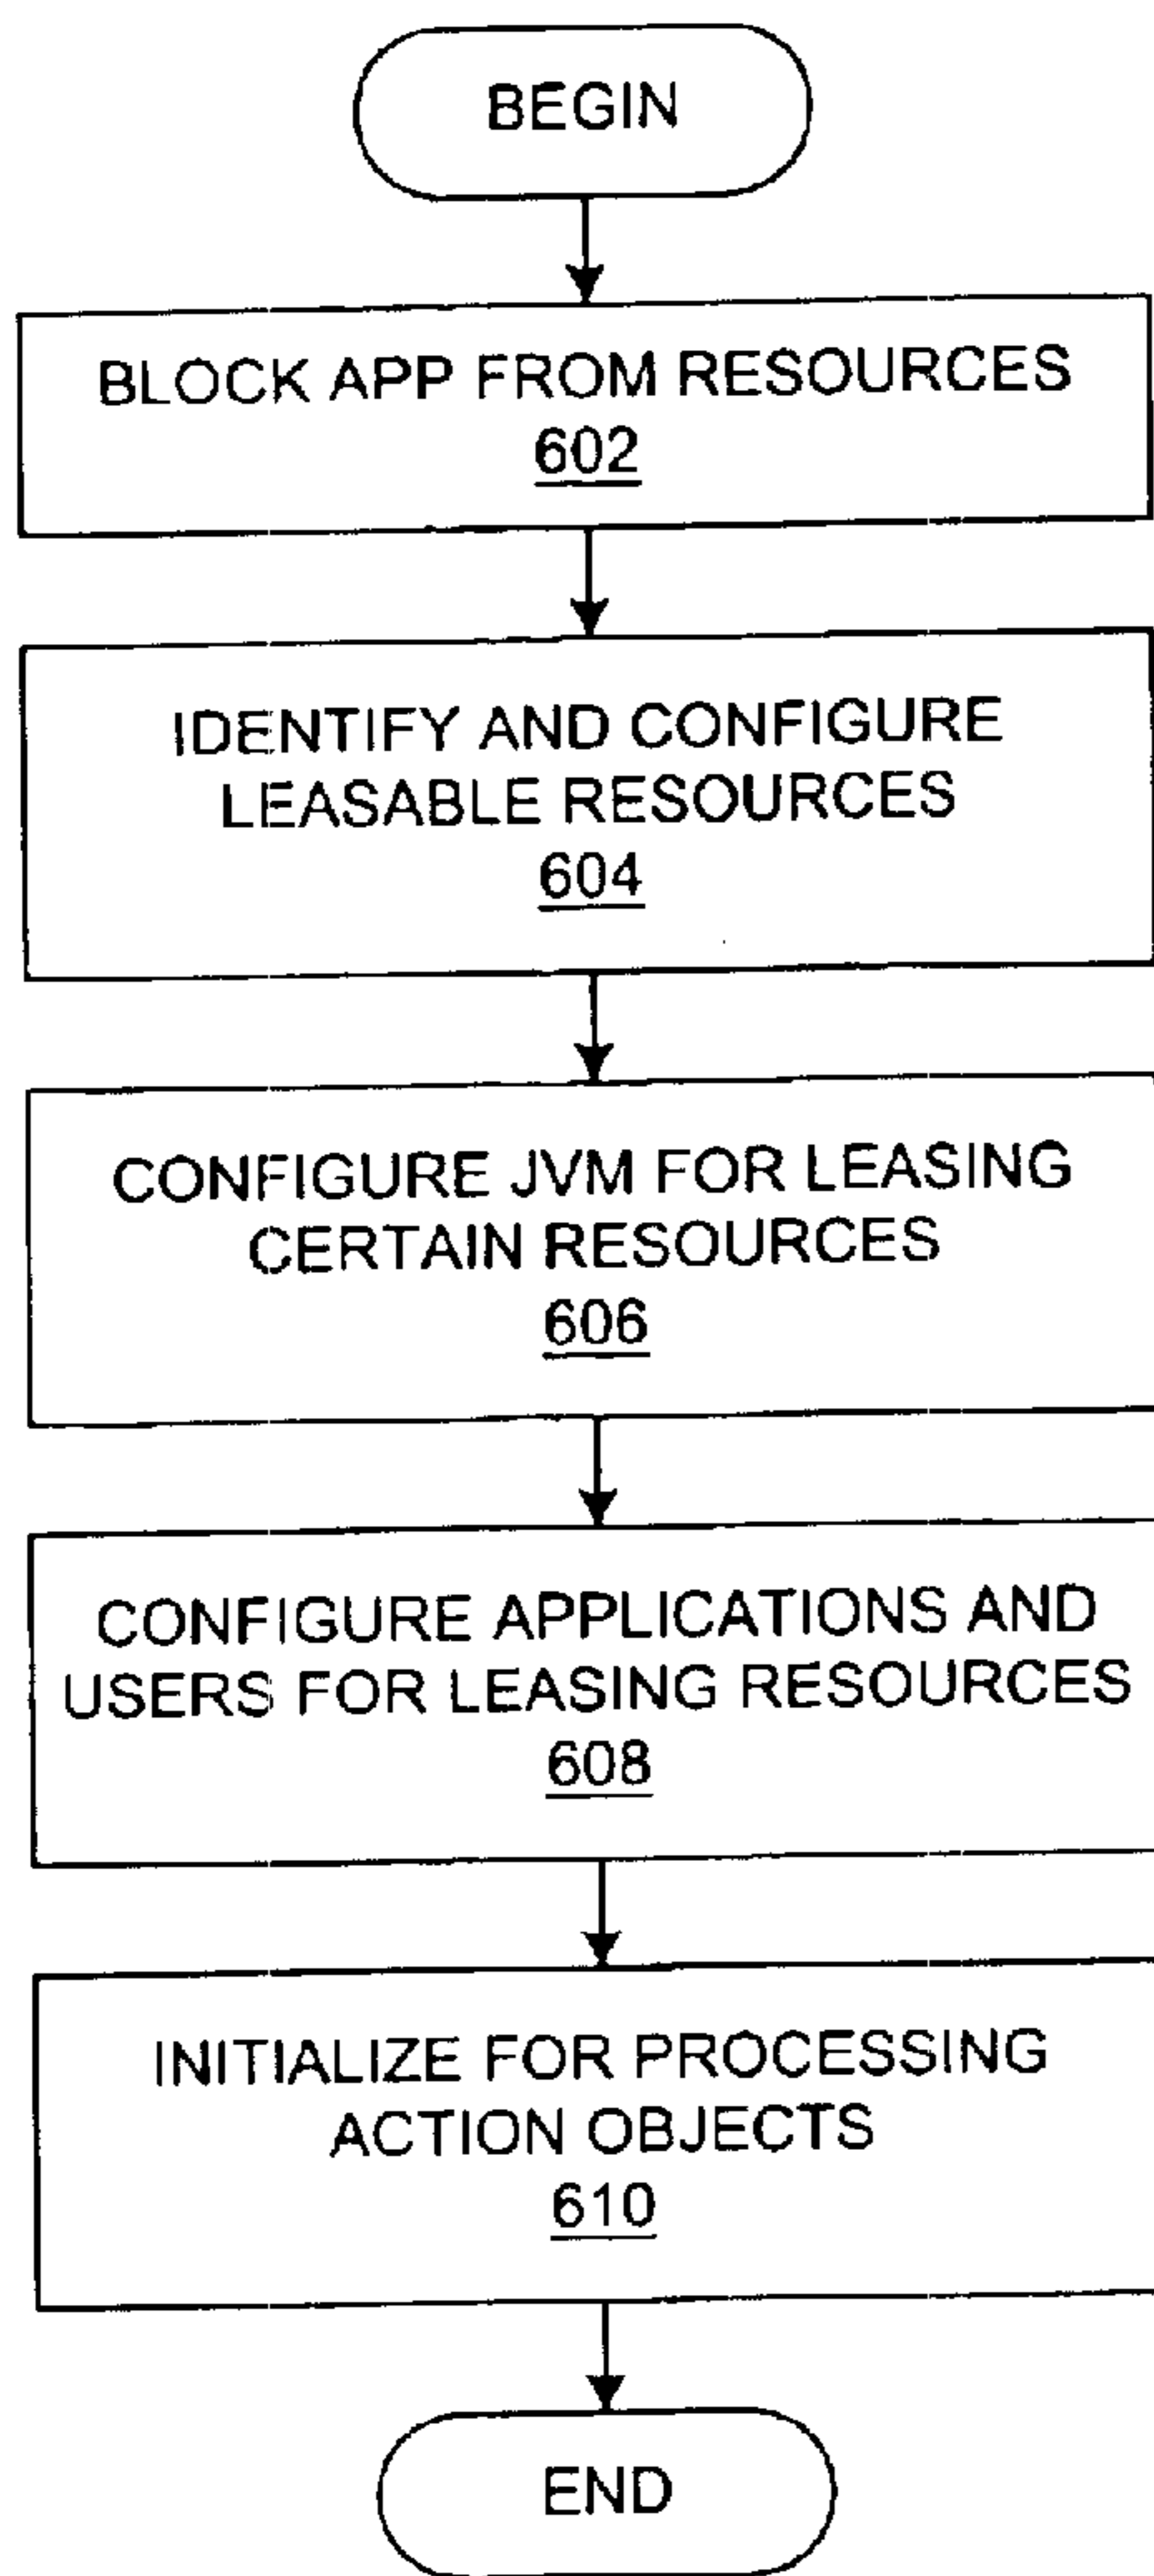 BEGIN
BLOCK APP FROM RESOURCES
602
IDENTIFY AND CONFIGURE
LEASABLE RESOURCES
604
CONFIGURE JVM FOR LEASING
CERTAIN RESOURCES
606
CONFIGURE APPLICATIONS AND
USERS FOR LEASING RESOURCES
608
INITIALIZE FOR PROCESSING
ACTION OBJECTS
610
END